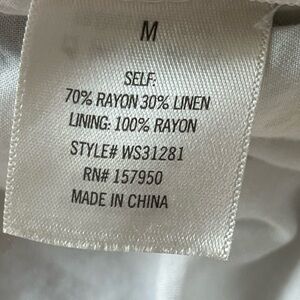 M
SELF:
70% RAYON 30% LINEN
LINING: 100% RAYON
STYLE# WS31281
RN# 157950
MADE IN CHINA